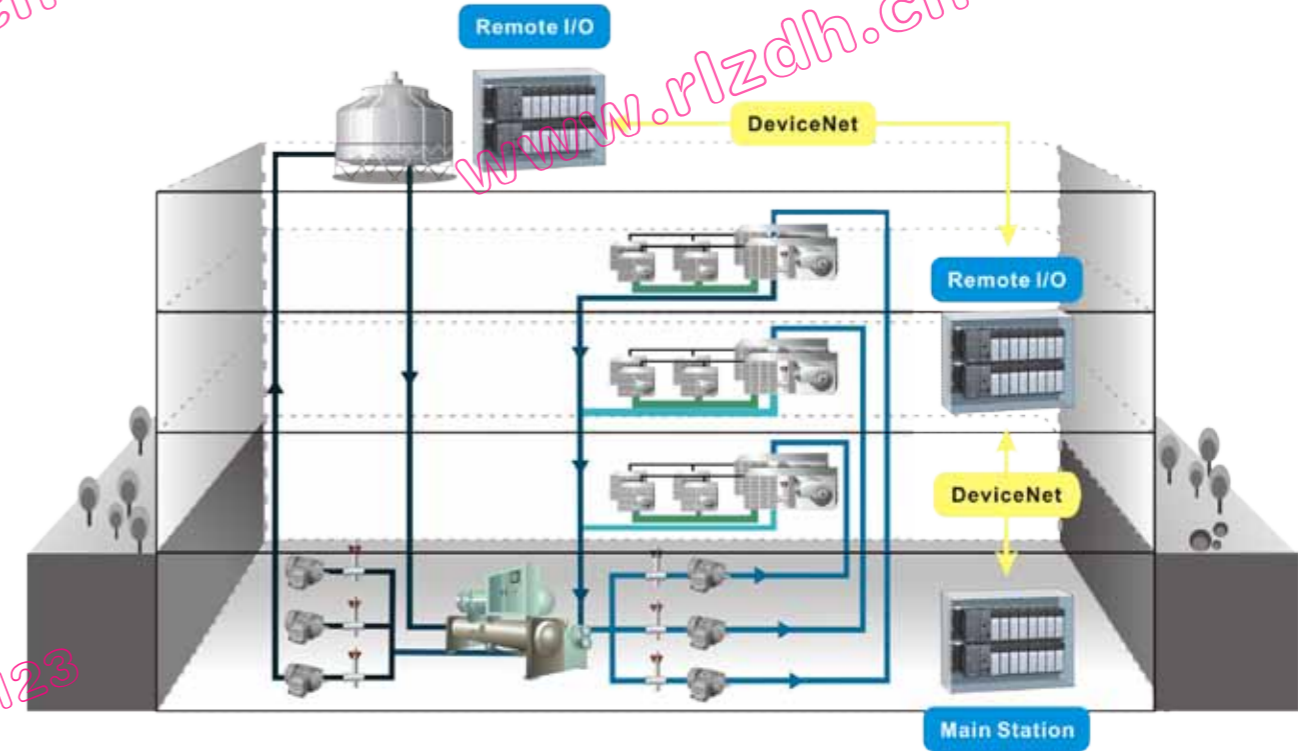 Remote I/O
www.rlzdh.cn
DeviceNet
Remote I/O
DeviceNet
Main Station